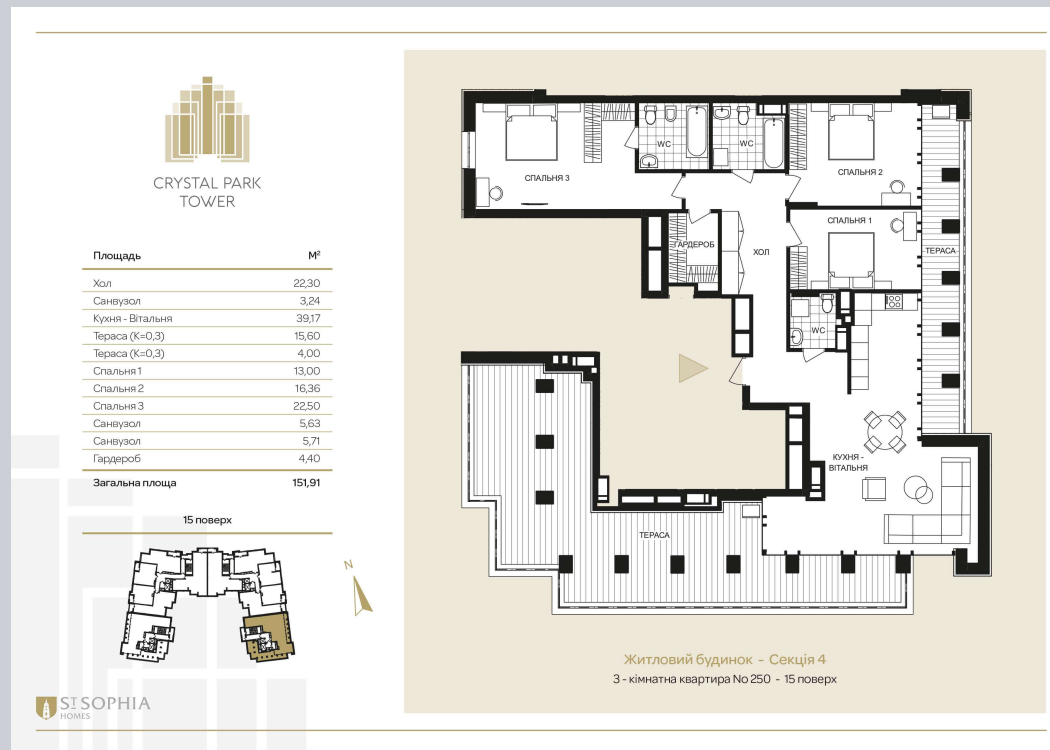 CRYSTAL PARK
TOWER
Площадь М²
Хол 22,30
Санвузол 3,24
Кухня - Вітальня 39,17
Тераса (К=0,3) 15,60
Тераса (К=0,3) 4,00
Спальня 1 13,00
Спальня 2 16,36
Спальня 3 22,50
Санвузол 5,63
Санвузол 5,71
Гардероб 4,40
Загальна площа 151,91
15 поверх
N
ST SOPHIA
HOMES
WC
WC
СПАЛЬНЯ 3
СПАЛЬНЯ 2
СПАЛЬНЯ 1
ГАРДЕРОБ
ХОЛ
ТЕРАСА
WC
КУХНЯ -
ВІТАЛЬНЯ
ТЕРАСА
Житловий будинок - Секція 4
3 - кімнатна квартира No 250 - 15 поверх